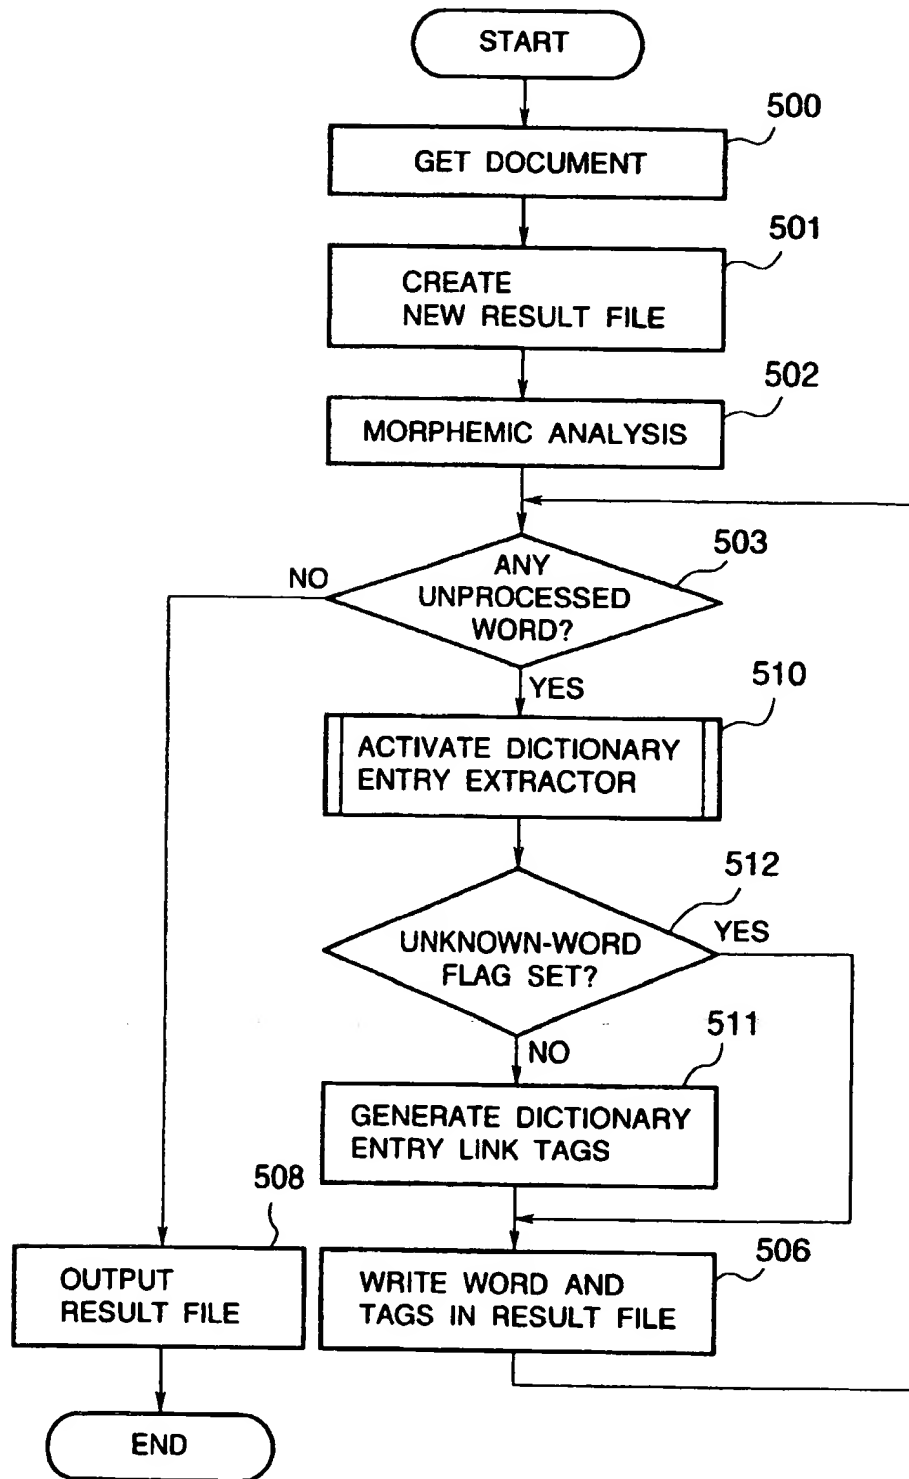 START
500
GET DOCUMENT
501
CREATE
NEW RESULT FILE
502
MORPHEMIC ANALYSIS
503
NO
ANY
UNPROCESSED
WORD?
YES
510
ACTIVATE DICTIONARY
ENTRY EXTRACTOR
512
UNKNOWN-WORD
FLAG SET?
YES
NO
511
GENERATE DICTIONARY
ENTRY LINK TAGS
508
OUTPUT
RESULT FILE
506
WRITE WORD AND
TAGS IN RESULT FILE
END